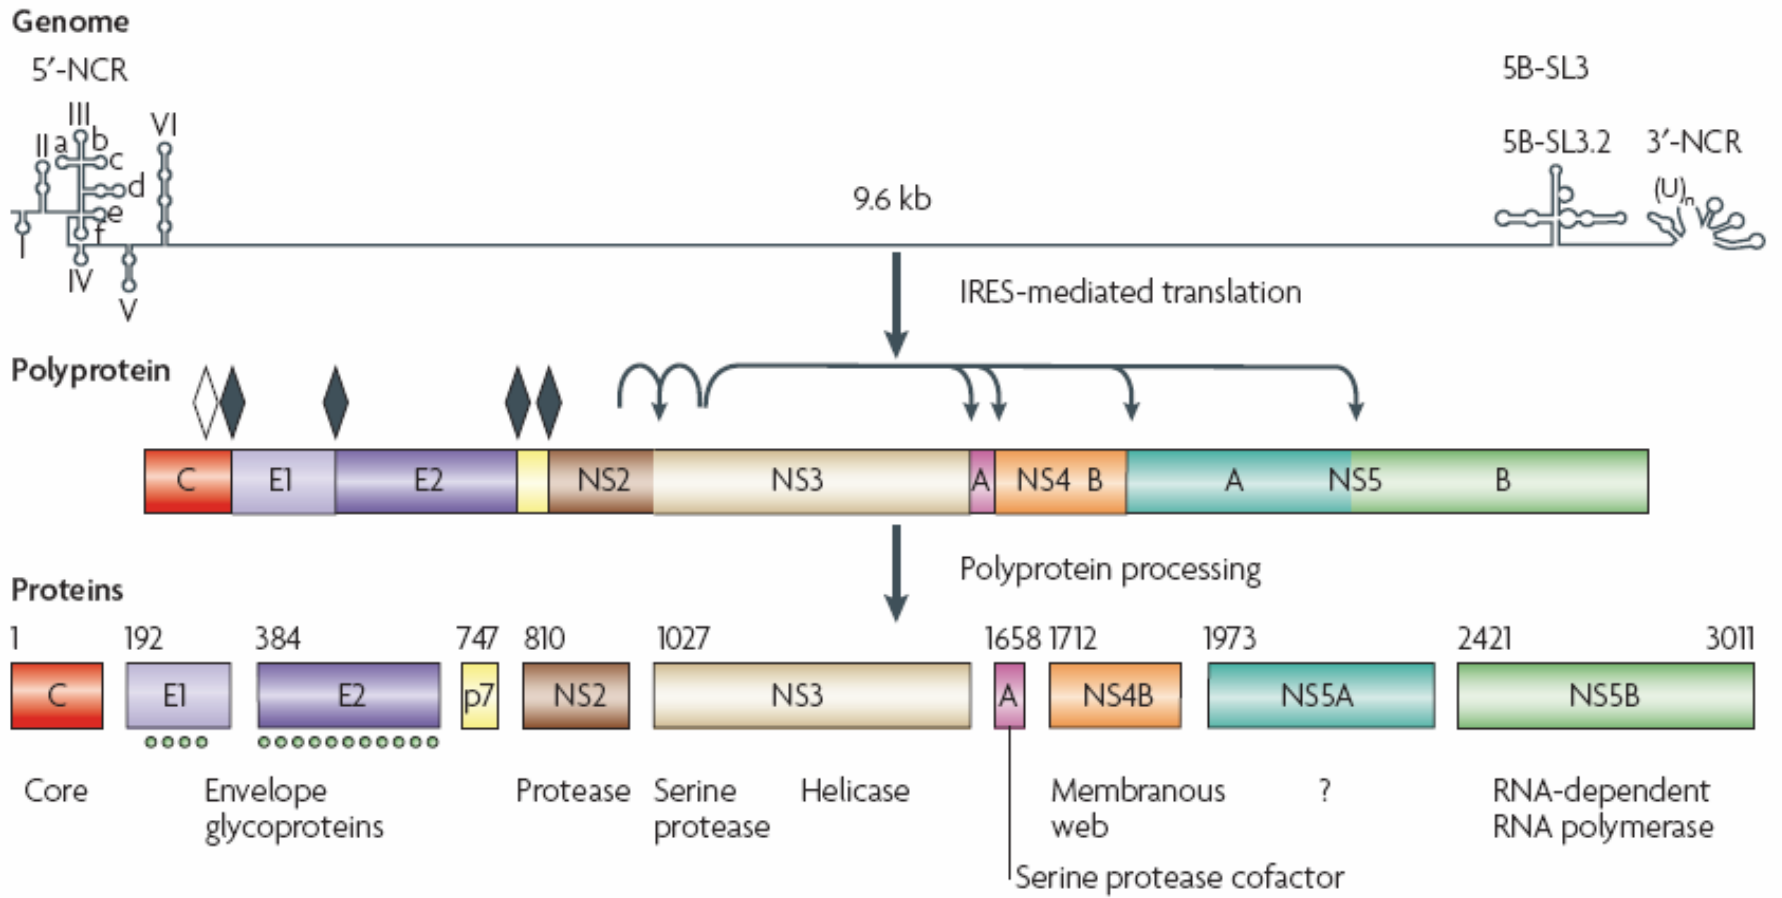 Genome
5′-NCR
5B-SL3
III
VI
II
a
b
c
d
e
f
I
IV
V
9.6 kb
5B-SL3.2
3′-NCR
(U)n
IRES-mediated translation
Polyprotein
C
E1
E2
NS2
NS3
A
NS4 B
A
NS5
B
Polyprotein processing
Proteins
1
192
384
747
810
1027
1658
1712
1973
2421
3011
C
E1
E2
p7
NS2
NS3
A
NS4B
NS5A
NS5B
Core
Envelope
glycoproteins
Protease
Serine
protease
Helicase
Membranous
web
?
RNA-dependent
RNA polymerase
Serine protease cofactor